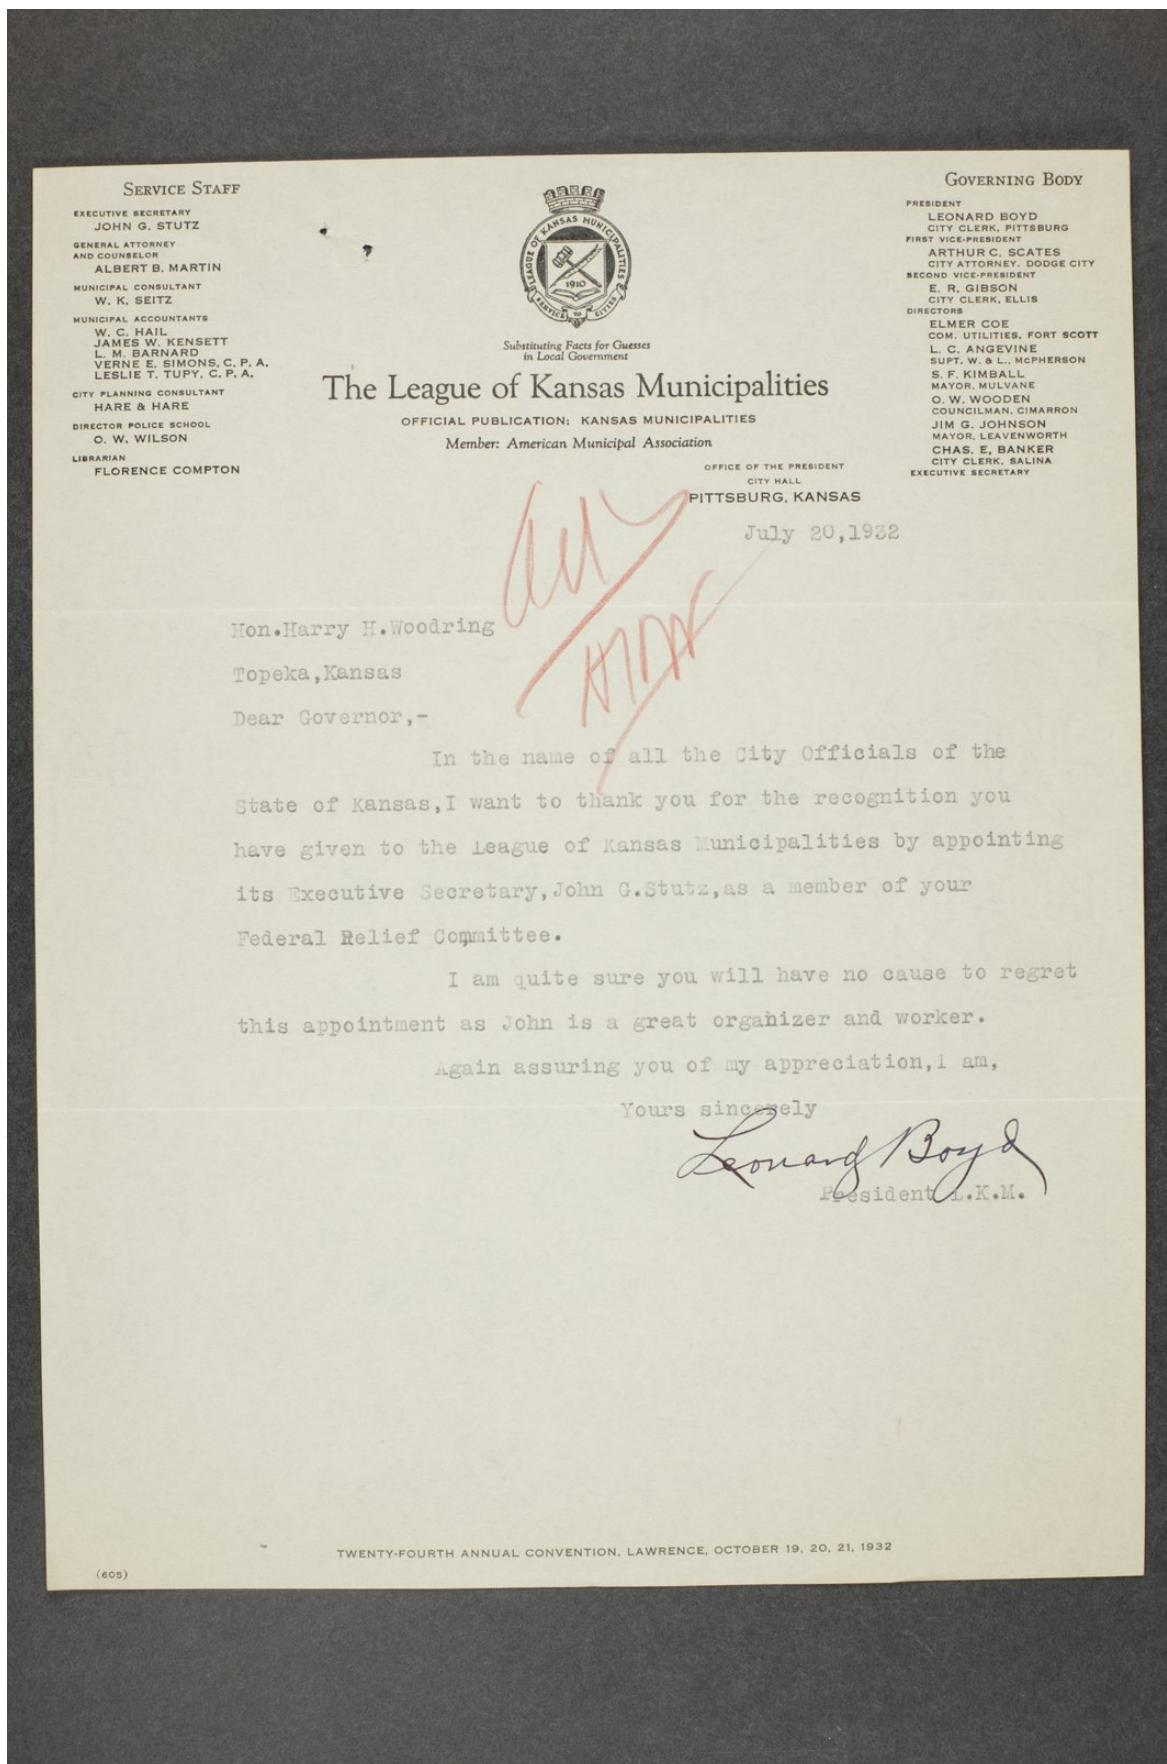 SERVICE STAFF
EXECUTIVE SECRETARY
JOHN G. STUTZ
GENERAL ATTORNEY
AND COUNSELOR
ALBERT B. MARTIN
MUNICIPAL CONSULTANT
W. K. SEITZ
MUNICIPAL ACCOUNTANTS
W. C. HAIL
JAMES W. KENSETT
L. M. BARNARD
VERNE E. SIMONS, C. P. A.
LESLIE T. TUPY, C. P. A.
CITY PLANNING CONSULTANT
HARE & HARE
DIRECTOR POLICE SCHOOL
O. W. WILSON
LIBRARIAN
FLORENCE COMPTON
LEAGUE OF KANSAS MUNICIPALITIES
1910
SERVICE TO CITIES
Substituting Facts for Guesses
in Local Government
The League of Kansas Municipalities
OFFICIAL PUBLICATION: KANSAS MUNICIPALITIES
Member: American Municipal Association
OFFICE OF THE PRESIDENT
CITY HALL
PITTSBURG, KANSAS
GOVERNING BODY
PRESIDENT
LEONARD BOYD
CITY CLERK, PITTSBURG
FIRST VICE-PRESIDENT
ARTHUR C. SCATES
CITY ATTORNEY, DODGE CITY
SECOND VICE-PRESIDENT
E. R. GIBSON
CITY CLERK, ELLIS
DIRECTORS
ELMER COE
COM. UTILITIES, FORT SCOTT
L. C. ANGEVINE
SUPT. W. & L., MCPHERSON
S. F. KIMBALL
MAYOR, MULVANE
O. W. WOODEN
COUNCILMAN, CIMARRON
JIM G. JOHNSON
MAYOR, LEAVENWORTH
CHAS. E, BANKER
CITY CLERK, SALINA
EXECUTIVE SECRETARY
July 20,1932
Hon.Harry H.Woodring
Topeka,Kansas
Dear Governor,-
In the name of all the City Officials of the
State of Kansas,I want to thank you for the recognition you
have given to the League of Kansas Municipalities by appointing
its Executive Secretary,John G.Stutz,as a member of your
Federal Relief Committee.
I am quite sure you will have no cause to regret
this appointment as John is a great organizer and worker.
Again assuring you of my appreciation,I am,
Yours sincerely
Leonard Boyd
President L.K.M.
TWENTY-FOURTH ANNUAL CONVENTION, LAWRENCE, OCTOBER 19, 20, 21, 1932
(605)